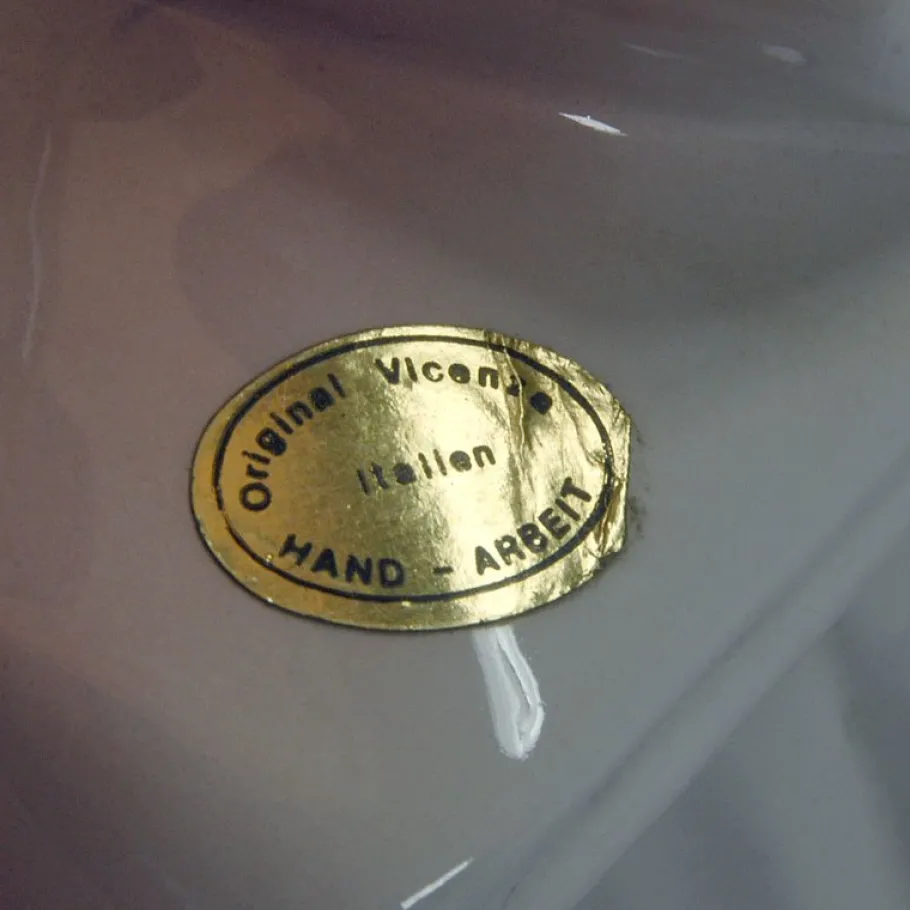 Original Vicenza
Italien
HAND - ARBEIT